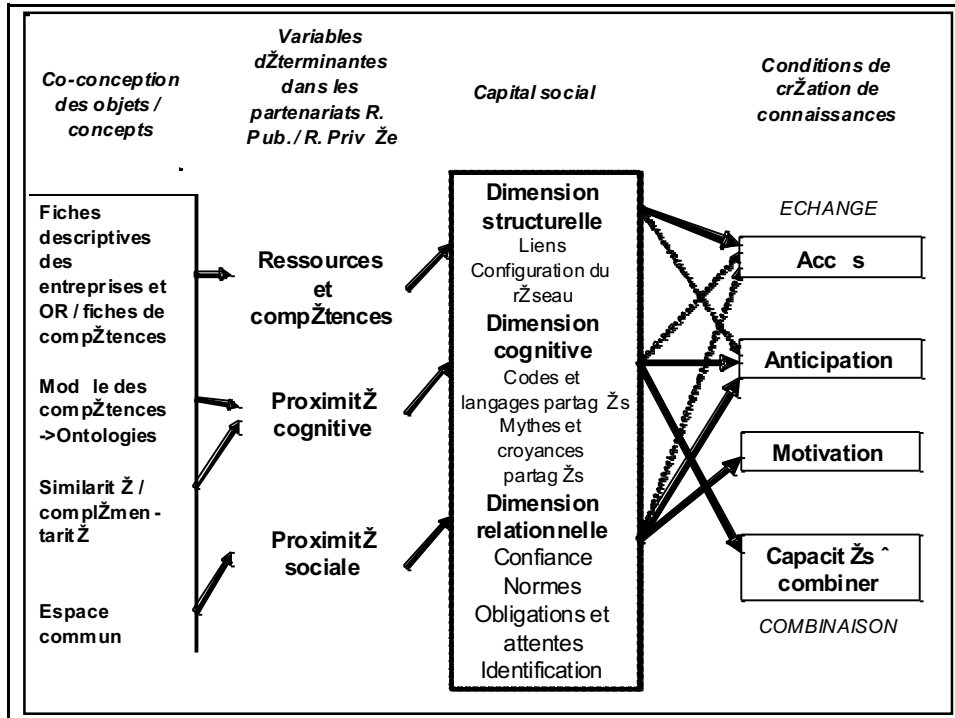 Co-conception
des objets /
concepts
Variables
dŽterminantes
dans les
partenariats R.
Pub. / R. Priv Že
Capital social
Conditions de
crŽation de
connaissances
Fiches
descriptives
des
entreprises et
OR / fiches de
compŽtences
Mod le des
compŽtences
->Ontologies
Similarit Ž /
complŽmen -
taritŽ
Espace
commun
Ressources
et
compŽtences
ProximitŽ
cognitive
ProximitŽ
sociale
Dimension
structurelle
Liens
Configuration du
rŽseau
Dimension
cognitive
Codes et
langages partag Žs
Mythes et
croyances
partag Žs
Dimension
relationnelle
Confiance
Normes
Obligations et
attentes
Identification
ECHANGE
Acc s
Anticipation
Motivation
Capacit Žs ˆ
combiner
COMBINAISON